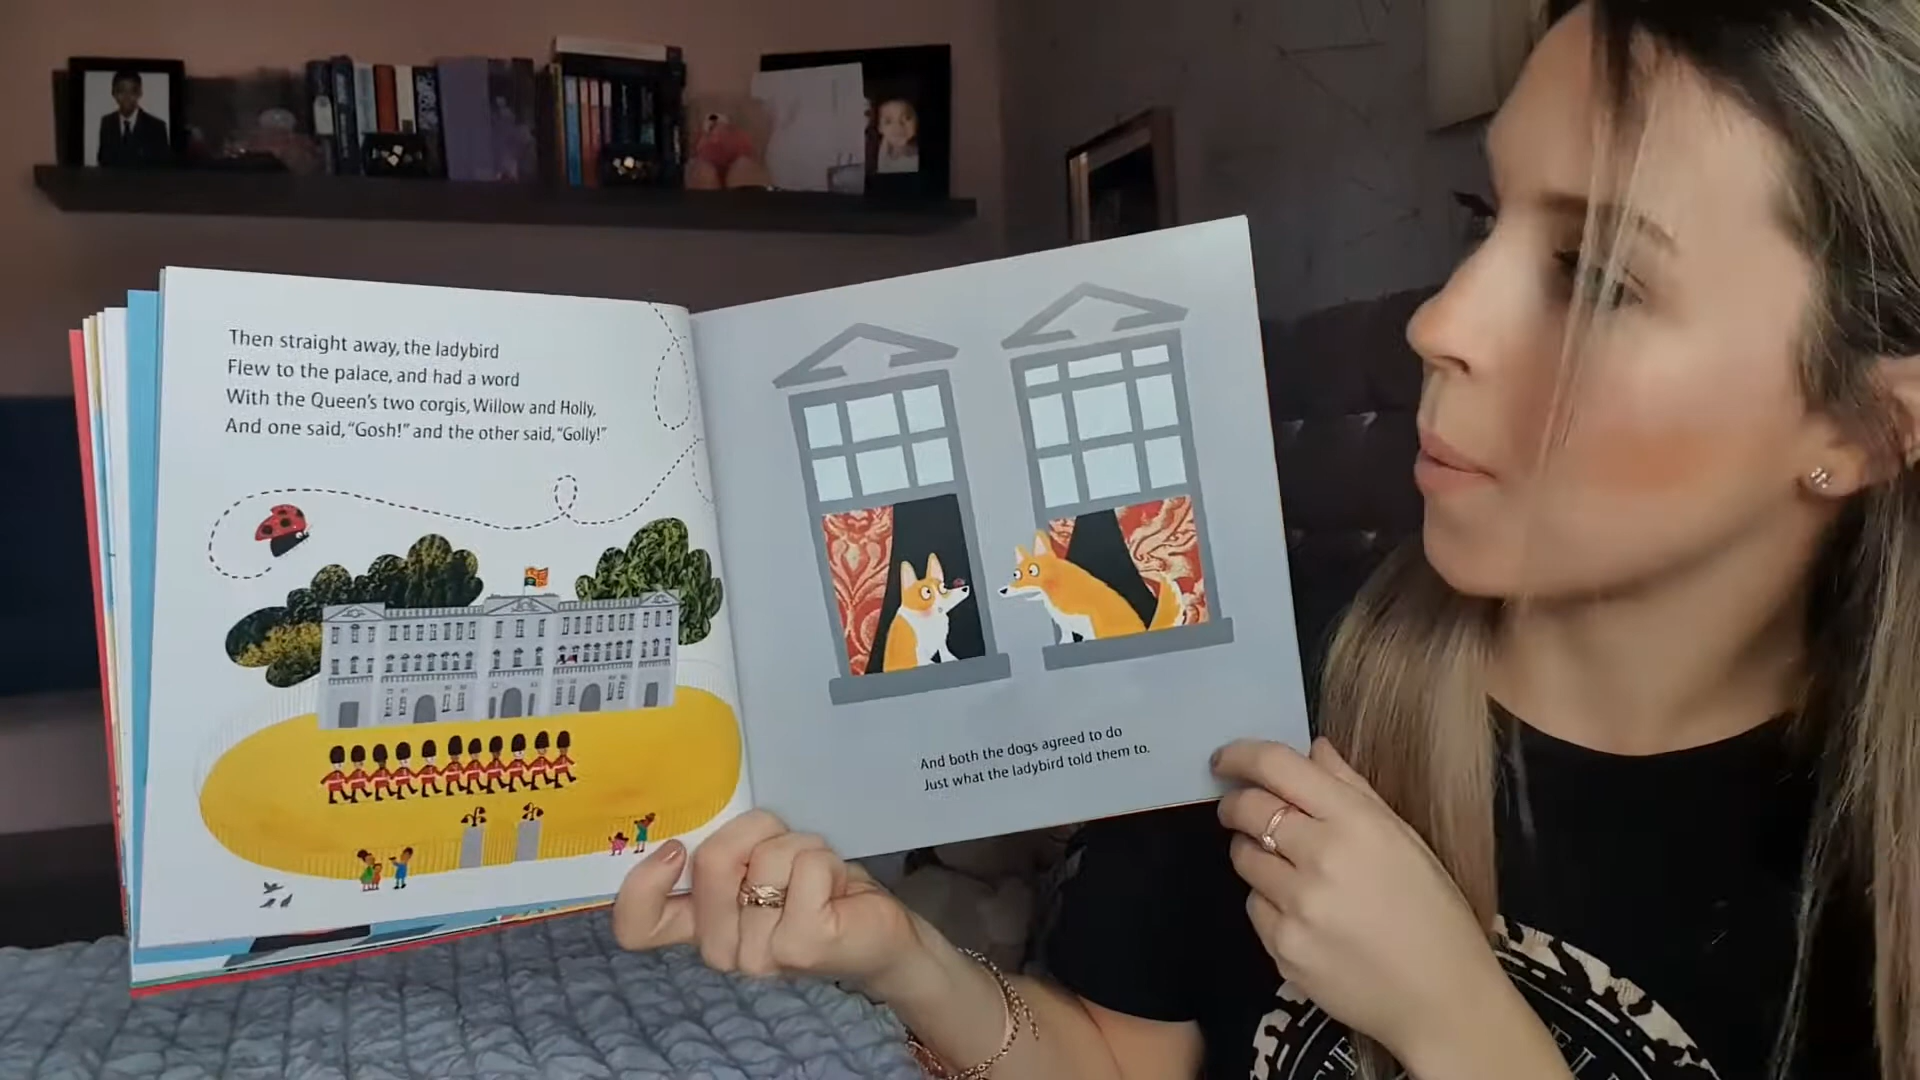 Then straight away, the ladybird
Flew to the palace, and had a word
With the Queen's two corgis, Willow and Holly,
And one said, "Gosh!" and the other said, "Golly!"
And both the dogs agreed to do
Just what the ladybird told them to.